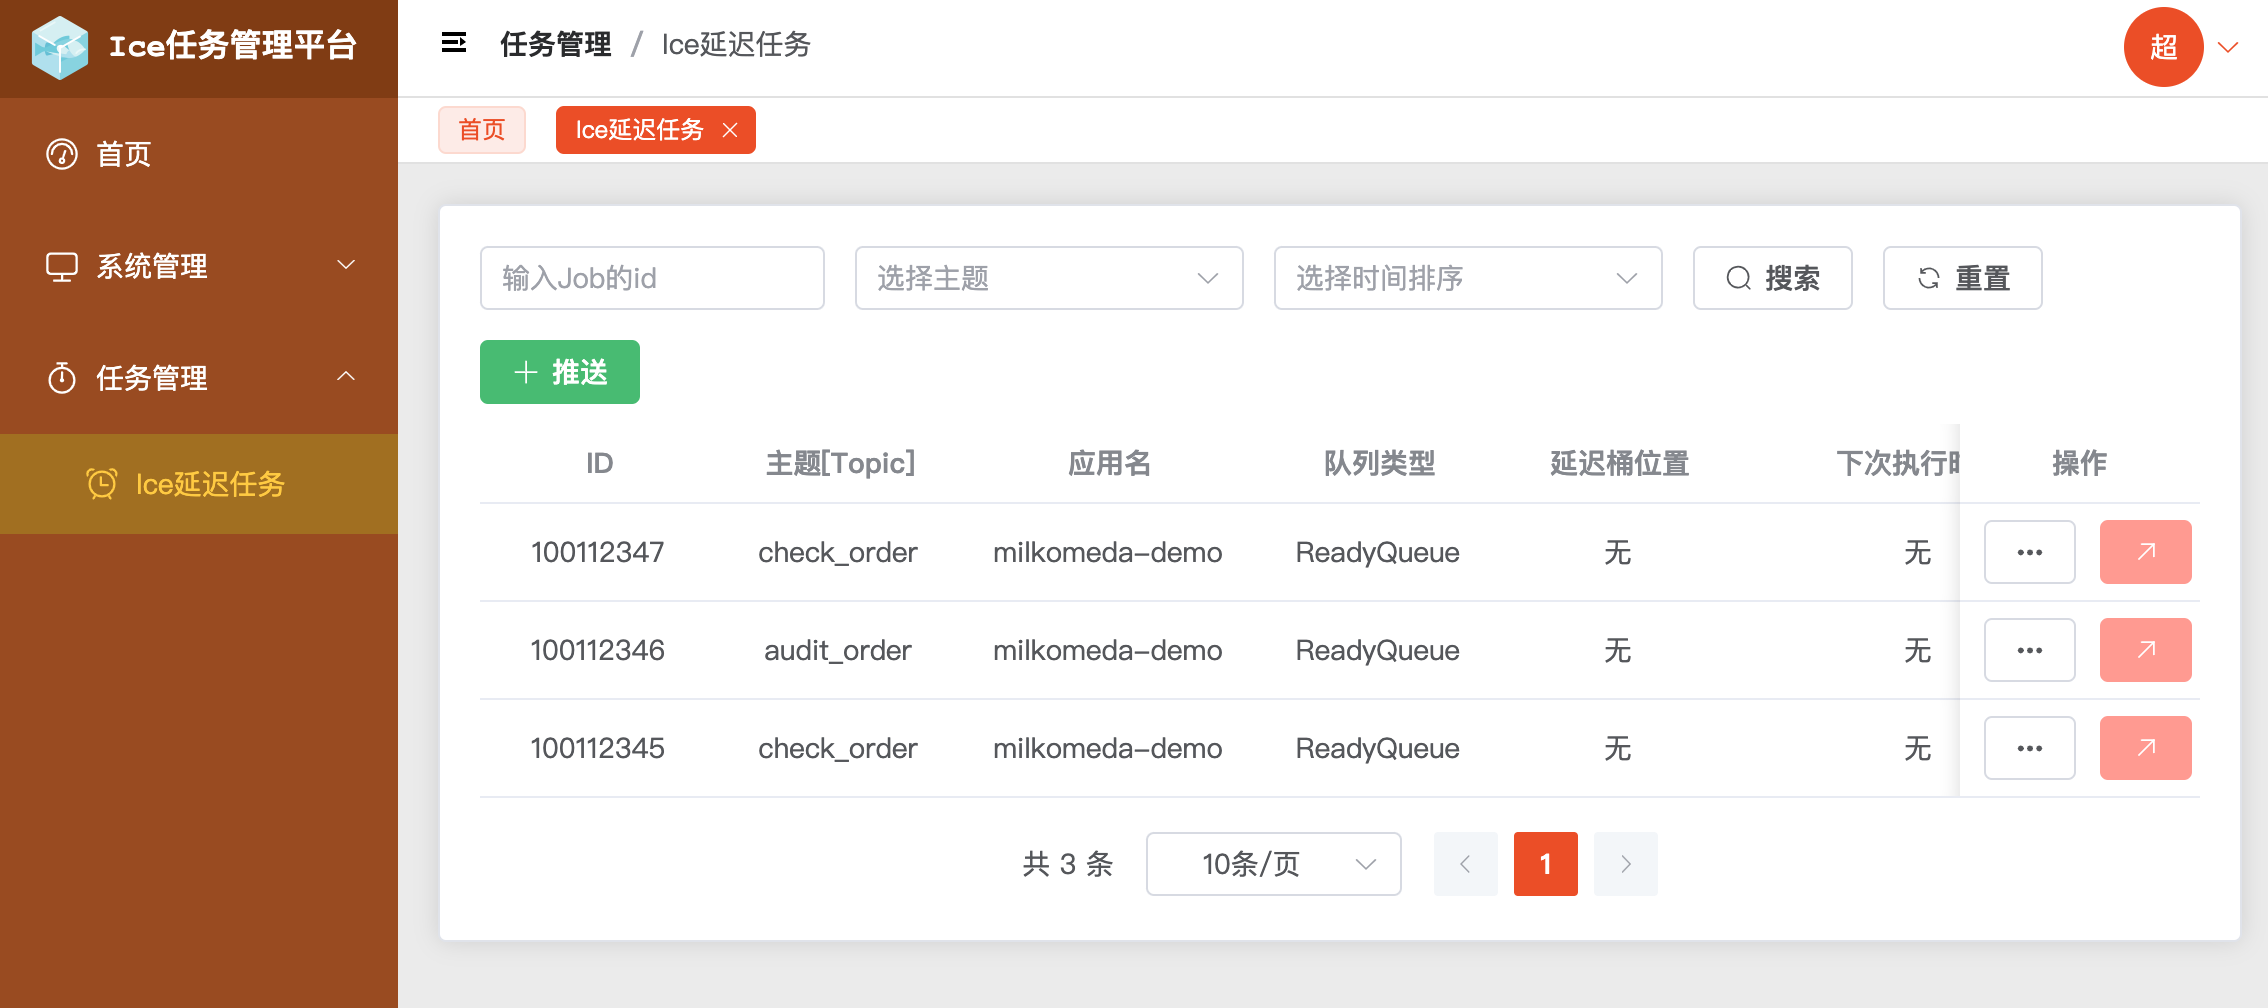 Ice任务管理平台
任务管理 / Ice延迟任务
超
首页
系统管理
任务管理
Ice延迟任务
首页 Ice延迟任务
输入Job的id 选择主题 选择时间排序 搜索 重置
推送
ID 主题[Topic] 应用名 队列类型 延迟桶位置 下次执行时 操作
100112347 check_order milkomeda-demo ReadyQueue 无 无
100112346 audit_order milkomeda-demo ReadyQueue 无 无
100112345 check_order milkomeda-demo ReadyQueue 无 无
共 3 条 10条/页 1